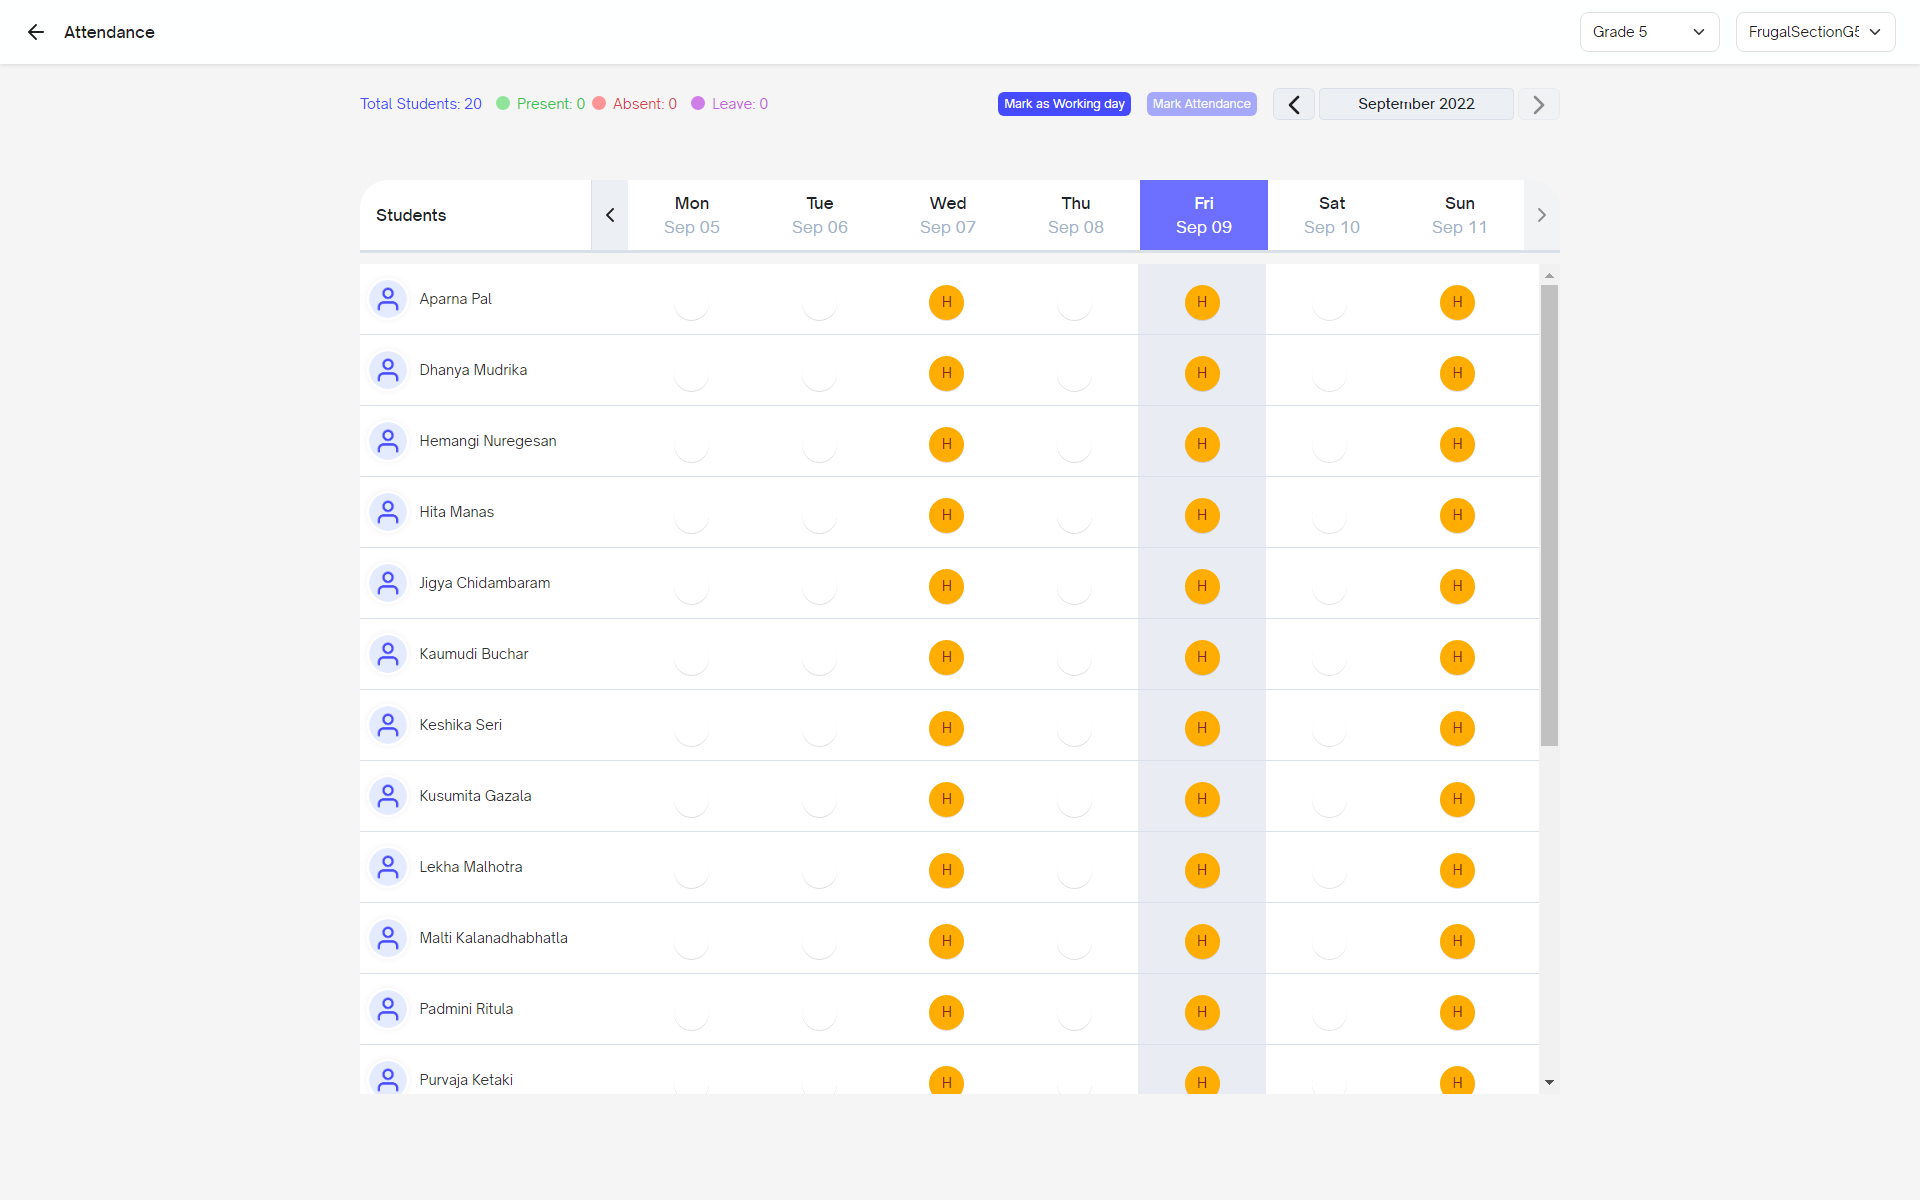 Attendance
Grade 5
FrugalSectionG5
Total Students: 20 Present: 0 Absent: 0 Leave: 0
Mark as Working day
Mark Attendance
September 2022
Students
Mon Tue Wed Thu Fri Sat Sun
Sep 05 Sep 06 Sep 07 Sep 08 Sep 09 Sep 10 Sep 11
Aparna Pal H H H
Dhanya Mudrika H H H
Hemangi Nuregesan H H H
Hita Manas H H H
Jigya Chidambaram H H H
Kaumudi Buchar H H H
Keshika Seri H H H
Kusumita Gazala H H H
Lekha Malhotra H H H
Malti Kalanadhabhatla H H H
Padmini Ritula H H H
Purvaja Ketaki H H H